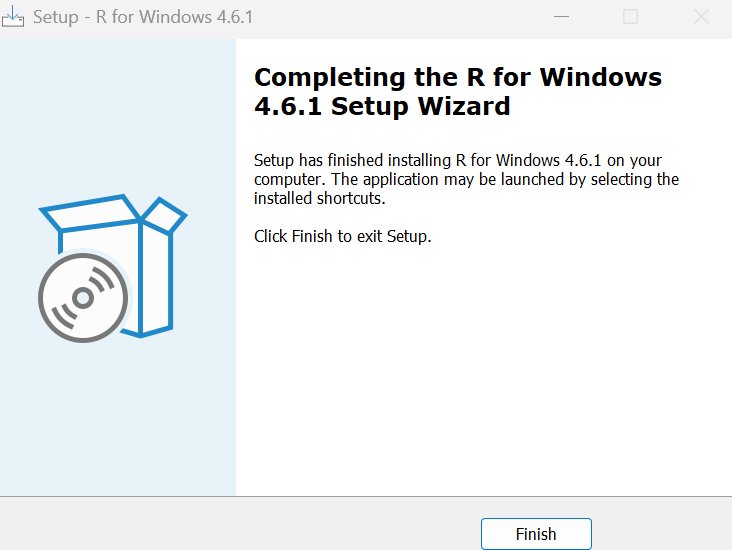 Setup - R for Windows 4.6.1
Completing the R for Windows
4.6.1 Setup Wizard
Setup has finished installing R for Windows 4.6.1 on your
computer. The application may be launched by selecting the
installed shortcuts.
Click Finish to exit Setup.
Finish